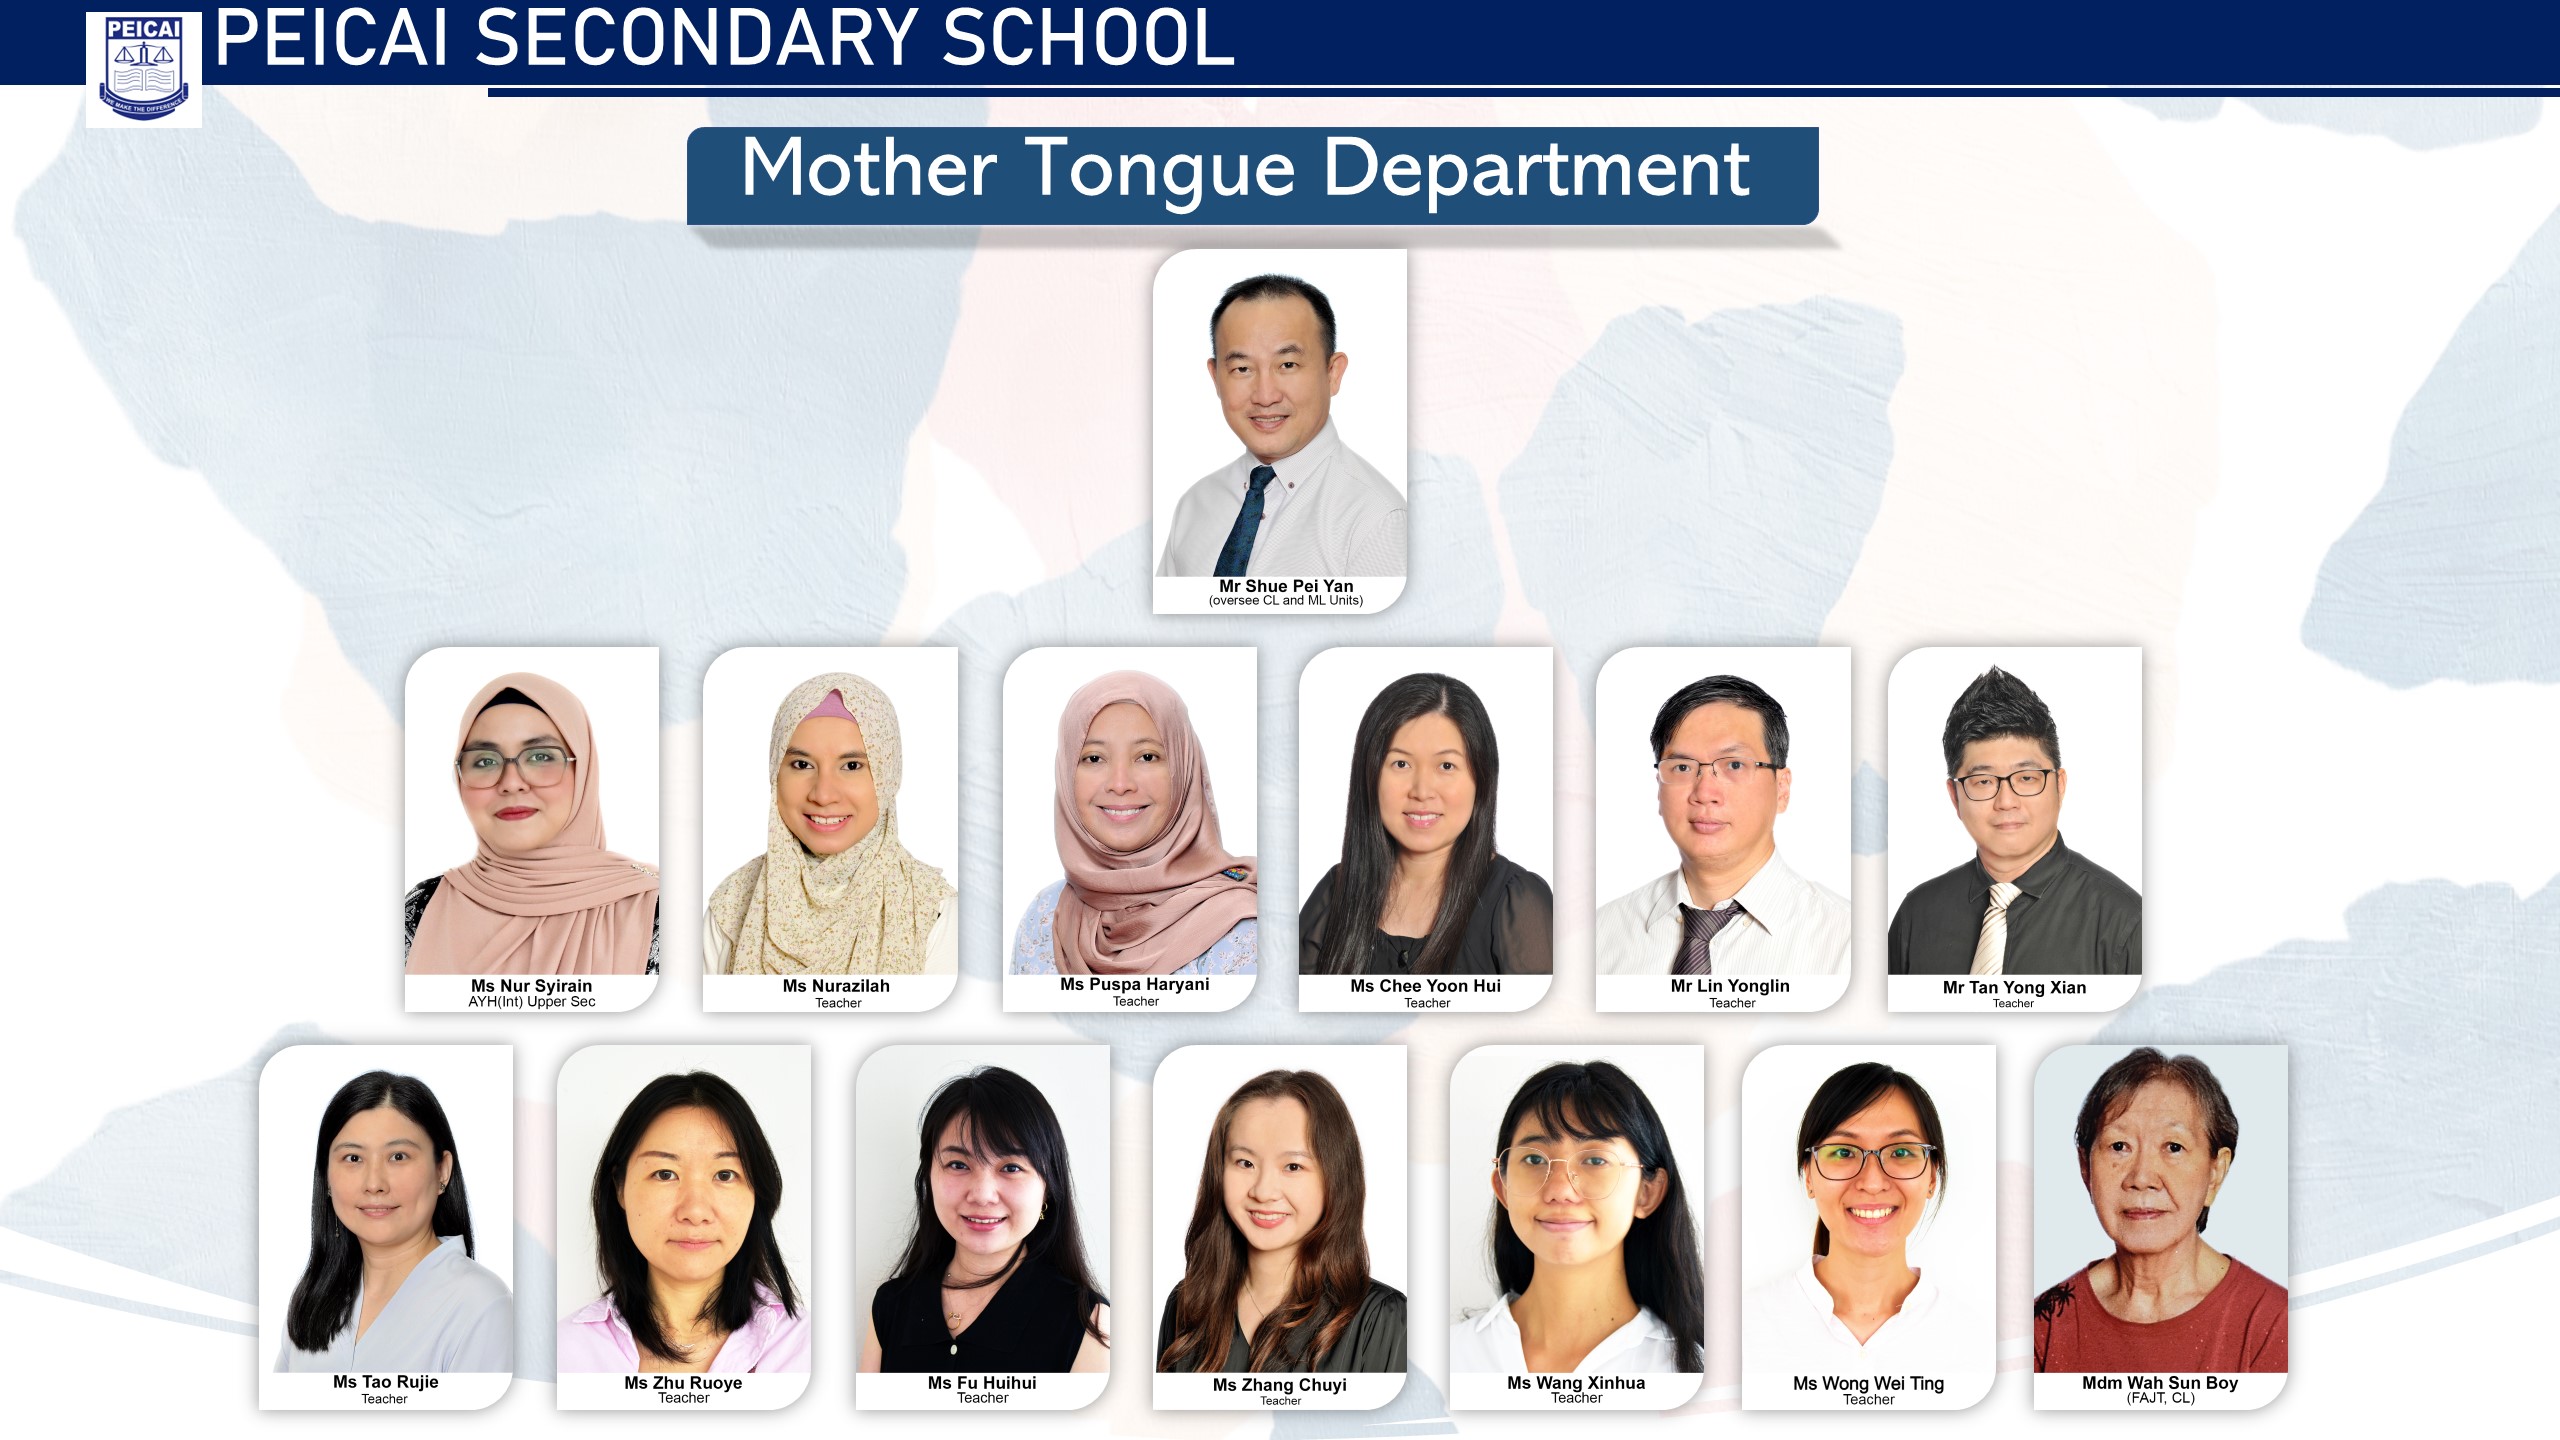 PEICAI
WE MAKE THE DIFFERENCE
PEICAI SECONDARY SCHOOL
Mother Tongue Department
Mr Shue Pei Yan
(oversee CL and ML Units)
Ms Nur Syirain
AYH(Int) Upper Sec
Ms Nurazilah
Teacher
Ms Puspa Haryani
Teacher
Ms Chee Yoon Hui
Teacher
Mr Lin Yonglin
Teacher
Mr Tan Yong Xian
Teacher
Ms Tao Rujie
Teacher
Ms Zhu Ruoye
Teacher
Ms Fu Huihui
Teacher
Ms Zhang Chuyi
Teacher
Ms Wang Xinhua
Teacher
Ms Wong Wei Ting
Teacher
Mdm Wah Sun Boy
(FAJT, CL)